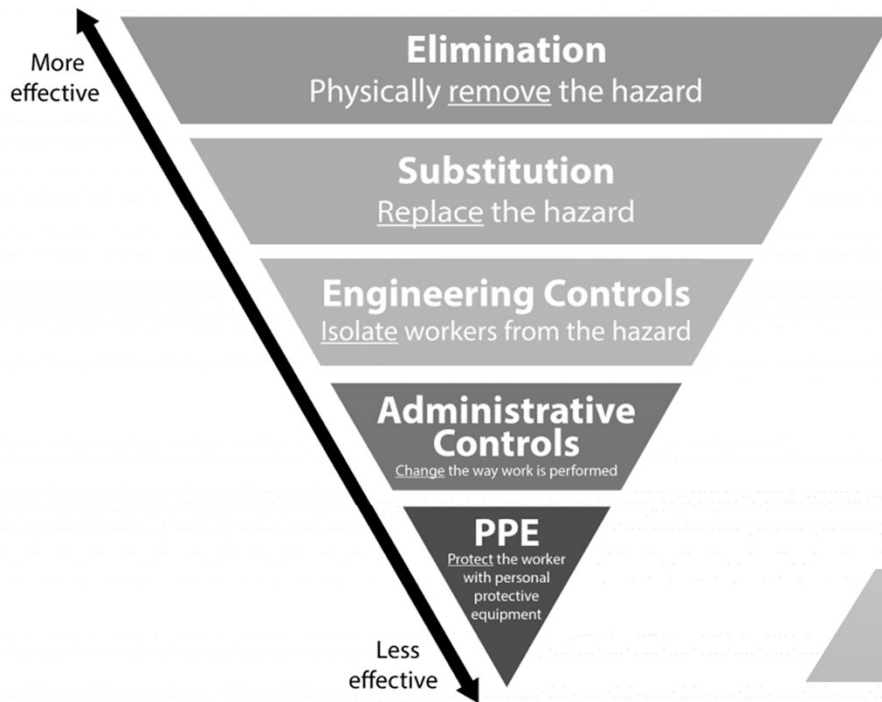 More
effective
Elimination
Physically remove the hazard
Substitution
Replace the hazard
Engineering Controls
Isolate workers from the hazard
Administrative
Controls
Change the way work is performed
PPE
Protect the worker
with personal
protective
equipment
Less
effective